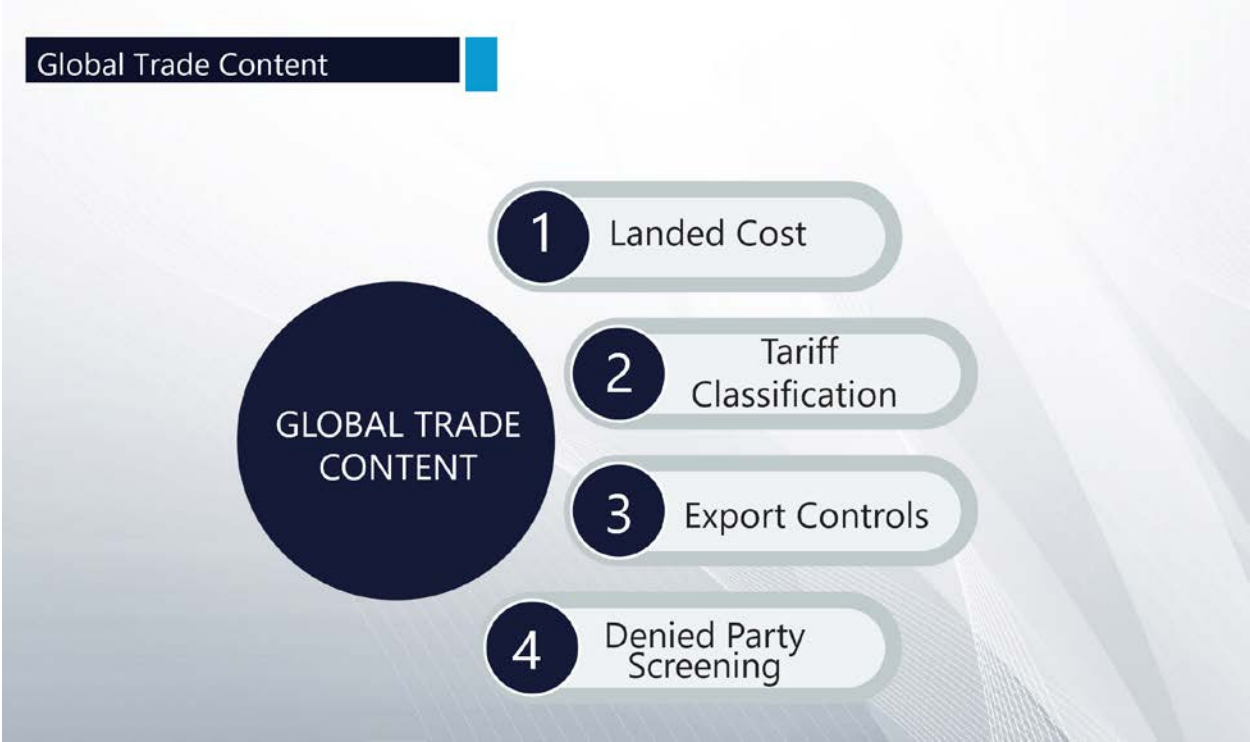 Global Trade Content
1
Landed Cost
2
Tariff
Classification
GLOBAL TRADE
CONTENT
3
Export Controls
4
Denied Party
Screening